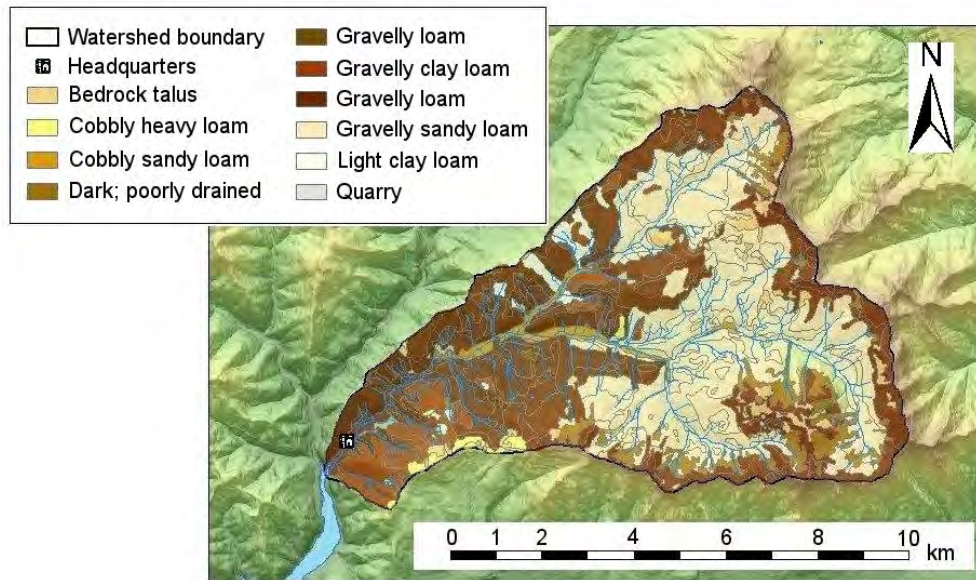 Watershed boundary
Headquarters
Bedrock talus
Cobbly heavy loam
Cobbly sandy loam
Dark; poorly drained
Gravelly loam
Gravelly clay loam
Gravelly loam
Gravelly sandy loam
Light clay loam
Quarry
N
0 1 2 4 6 8 10
km